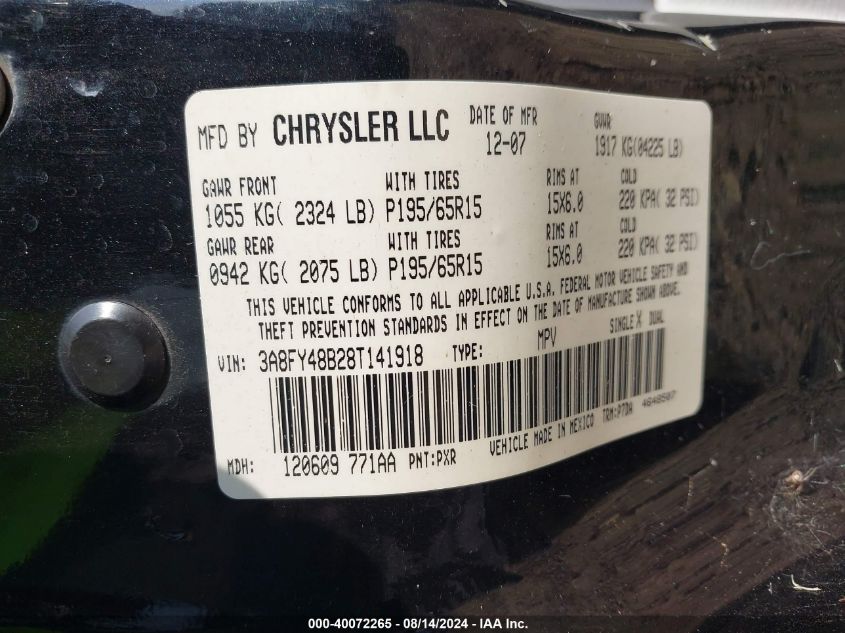 MFD BY CHRYSLER LLC DATE OF MFR 12-07 GVWR 1917 KG(04225 LB)
GAWR FRONT WITH TIRES RIMS AT COLD
1055 KG( 2324 LB) P195/65R15 15X6.0 220 KPA( 32 PSI)
GAWR REAR WITH TIRES RIMS AT COLD
0942 KG( 2075 LB) P195/65R15 15X6.0 220 KPA( 32 PSI)
THIS VEHICLE CONFORMS TO ALL APPLICABLE U.S.A. FEDERAL MOTOR VEHICLE SAFETY AND
THEFT PREVENTION STANDARDS IN EFFECT ON THE DATE OF MANUFACTURE SHOWN ABOVE.
VIN: 3A8FY48B28T141918 TYPE: MPV SINGLE X DUAL
VEHICLE MADE IN MEXICO TRM:P7DA 4648507
MDH: 120609 771AA PNT:PXR
000-40072265 - 08/14/2024 - IAA Inc.